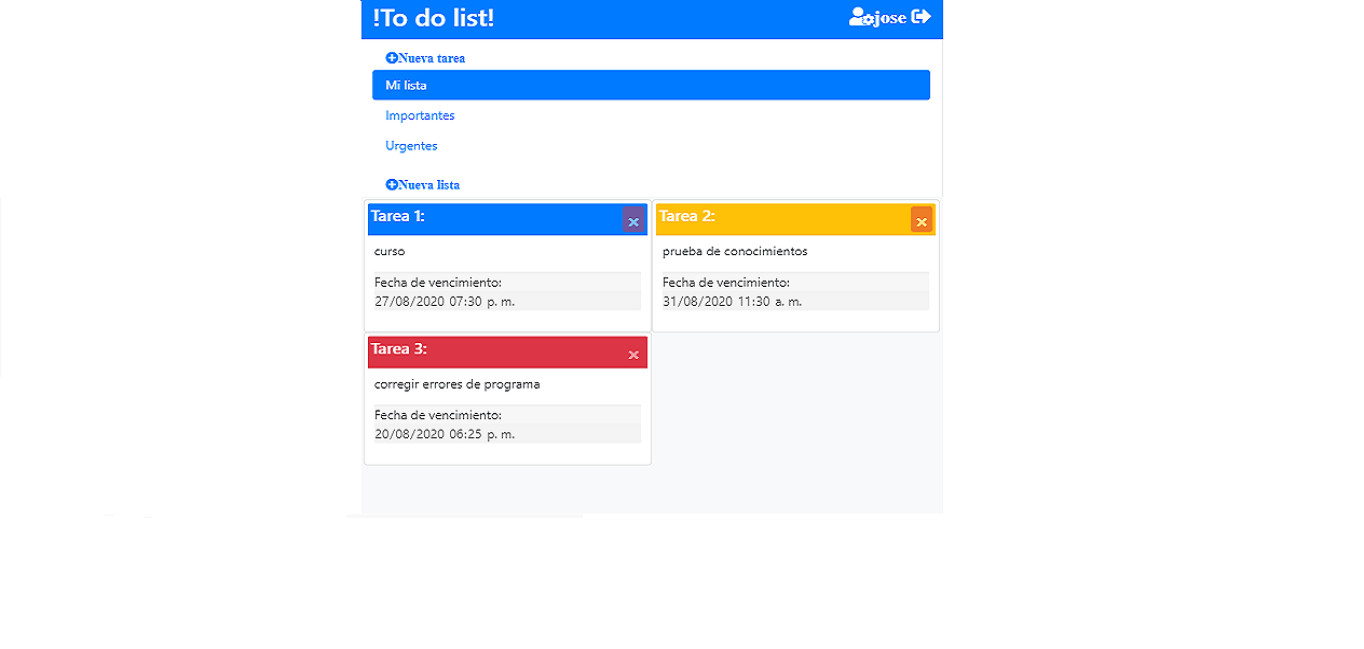 !To do list!
jose
Nueva tarea
Mi lista
Importantes
Urgentes
Nueva lista
Tarea 1:
×
curso
Fecha de vencimiento:
27/08/2020 07:30 p. m.
Tarea 2:
×
prueba de conocimientos
Fecha de vencimiento:
31/08/2020 11:30 a. m.
Tarea 3:
×
corregir errores de programa
Fecha de vencimiento:
20/08/2020 06:25 p. m.